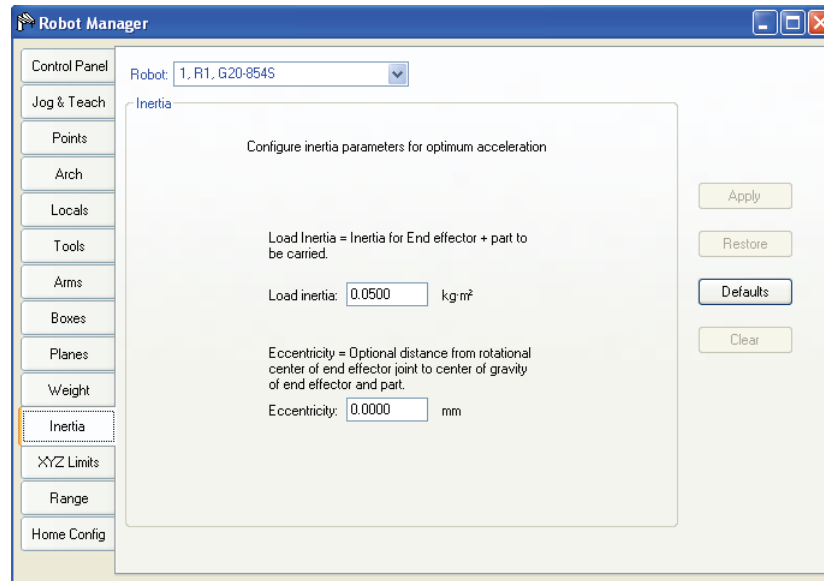 Robot Manager
Control Panel
Jog & Teach
Points
Arch
Locals
Tools
Arms
Boxes
Planes
Weight
Inertia
XYZ Limits
Range
Home Config
Robot: 1, R1, G20-854S
Inertia
Configure inertia parameters for optimum acceleration
Load Inertia = Inertia for End effector + part to
be carried.
Load inertia: 0.0500 kg·m²
Eccentricity = Optional distance from rotational
center of end effector joint to center of gravity
of end effector and part.
Eccentricity: 0.0000 mm
Apply
Restore
Defaults
Clear